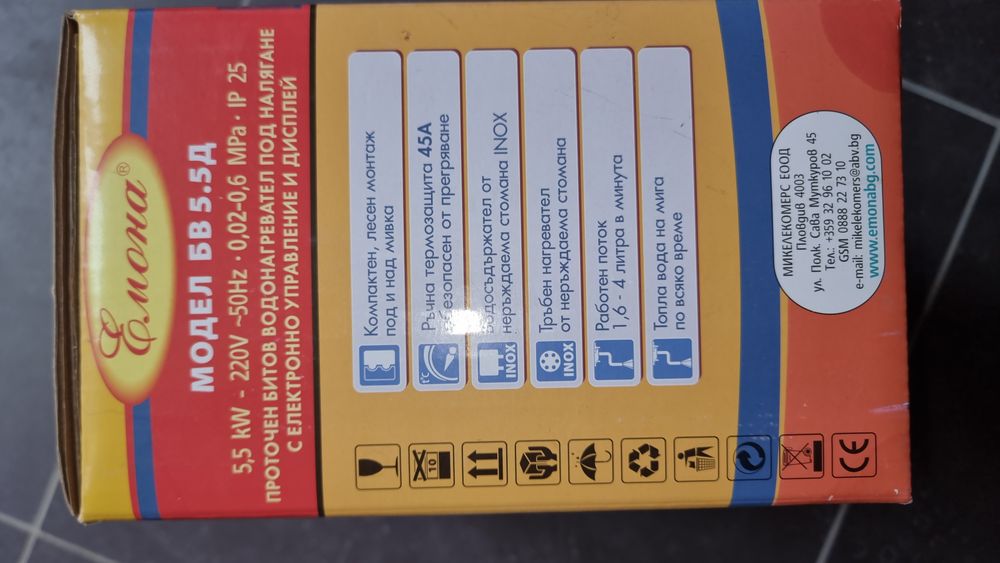 Емона®
МОДЕЛ БВ 5.5Д
5,5 kW - 220V ~50Hz · 0,02-0,6 MPa · IP 25
ПРОТОЧЕН БИТОВ ВОДОНАГРЕВАТЕЛ ПОД НАЛЯГАНЕ
С ЕЛЕКТРОННО УПРАВЛЕНИЕ И ДИСПЛЕЙ
Компактен, лесен монтаж
под и над мивка
t°C
Ръчна термозащита 45A
безопасен от прегряване
INOX
Водосъдържател от
неръждаема стомана INOX
INOX
Тръбен нагревател
от неръждаема стомана
Работен поток
1,6 - 4 литра в минута
Топла вода на мига
по всяко време
10
CE
МИКЕЛЕКОМЕРС ЕООД
Пловдив 4003
ул. Полк. Сава Муткуров 45
Тел.: +359 32 96 10 02
GSM 0888 22 73 10
e-mail: mikelekomers@abv.bg
www.emonabg.com